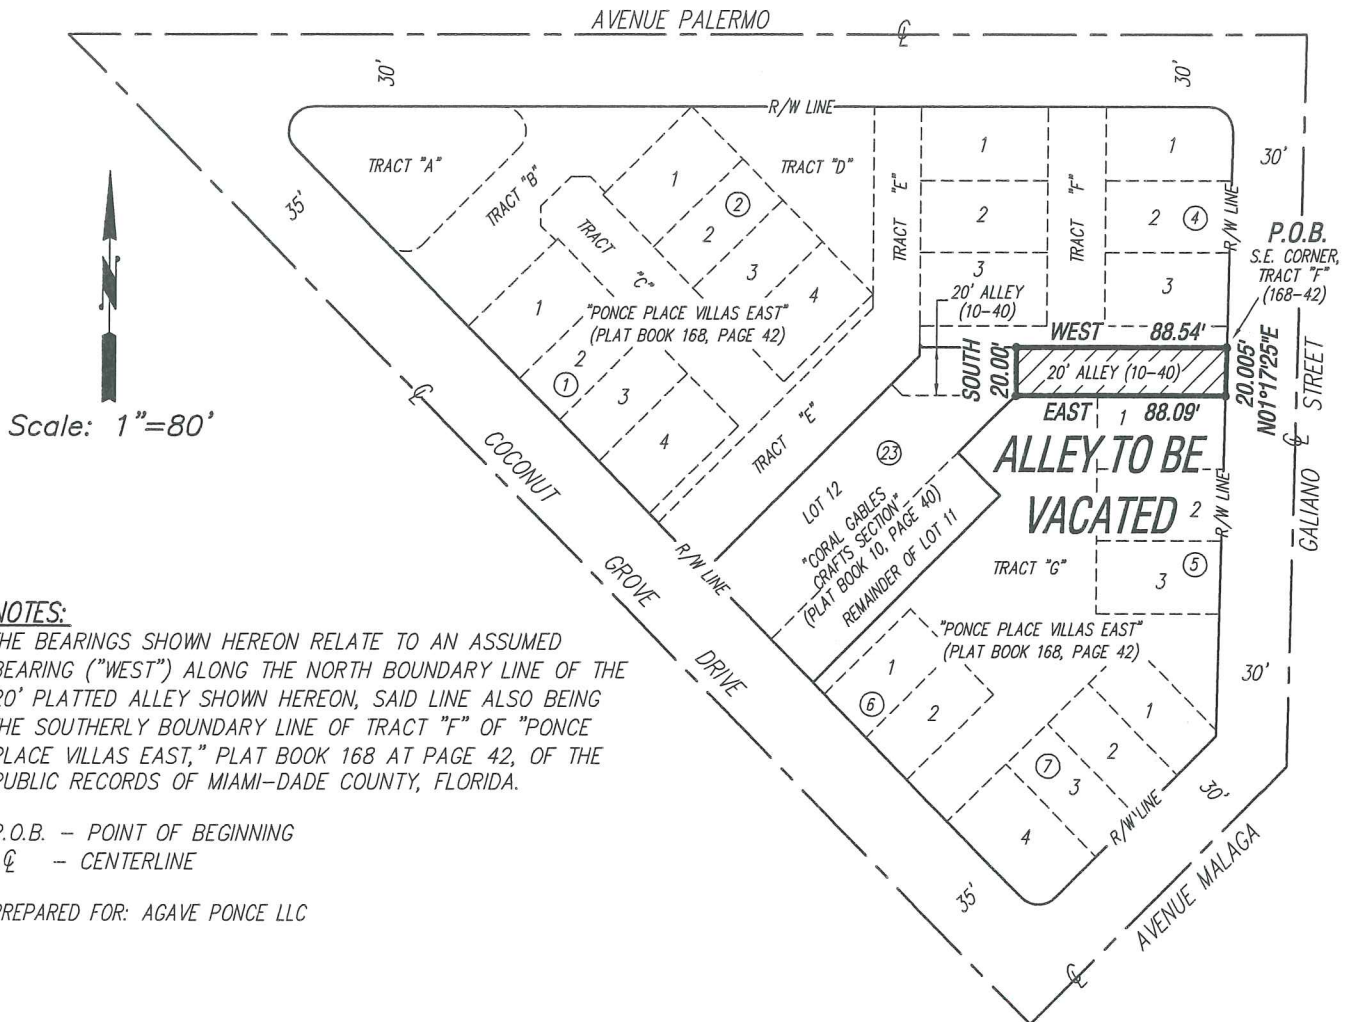 AVENUE PALERMO
℄
30'
30'
R/W LINE
30'
35'
TRACT "A"
TRACT "B"
TRACT "C"
TRACT "D"
TRACT "E"
TRACT "F"
1
2
②
3
4
1
2
3
1
2
④
3
R/W LINE
P.O.B.
S.E. CORNER,
TRACT "F"
(168-42)
N
Scale: 1"=80'
1
2
①
3
4
"PONCE PLACE VILLAS EAST"
(PLAT BOOK 168, PAGE 42)
TRACT "E"
20' ALLEY
(10-40)
WEST 88.54'
SOUTH
20.00'
20' ALLEY (10-40)
20.005'
N01°17'25"E
EAST 88.09'
ALLEY TO BE
VACATED
1
2
3
⑤
R/W LINE
GALIANO ℄ STREET
℄
COCONUT
GROVE
DRIVE
R/W LINE
LOT 12
㉓
"CORAL GABLES
CRAFTS SECTION"
(PLAT BOOK 10, PAGE 40)
REMAINDER OF LOT 11
TRACT "G"
"PONCE PLACE VILLAS EAST"
(PLAT BOOK 168, PAGE 42)
30'
1
⑥
2
1
2
⑦
3
4
R/W LINE
30'
35'
AVENUE MALAGA
℄
NOTES:
HE BEARINGS SHOWN HEREON RELATE TO AN ASSUMED
BEARING ("WEST") ALONG THE NORTH BOUNDARY LINE OF THE
20' PLATTED ALLEY SHOWN HEREON, SAID LINE ALSO BEING
HE SOUTHERLY BOUNDARY LINE OF TRACT "F" OF "PONCE
PLACE VILLAS EAST," PLAT BOOK 168 AT PAGE 42, OF THE
PUBLIC RECORDS OF MIAMI-DADE COUNTY, FLORIDA.
P.O.B. - POINT OF BEGINNING
℄ - CENTERLINE
PREPARED FOR: AGAVE PONCE LLC